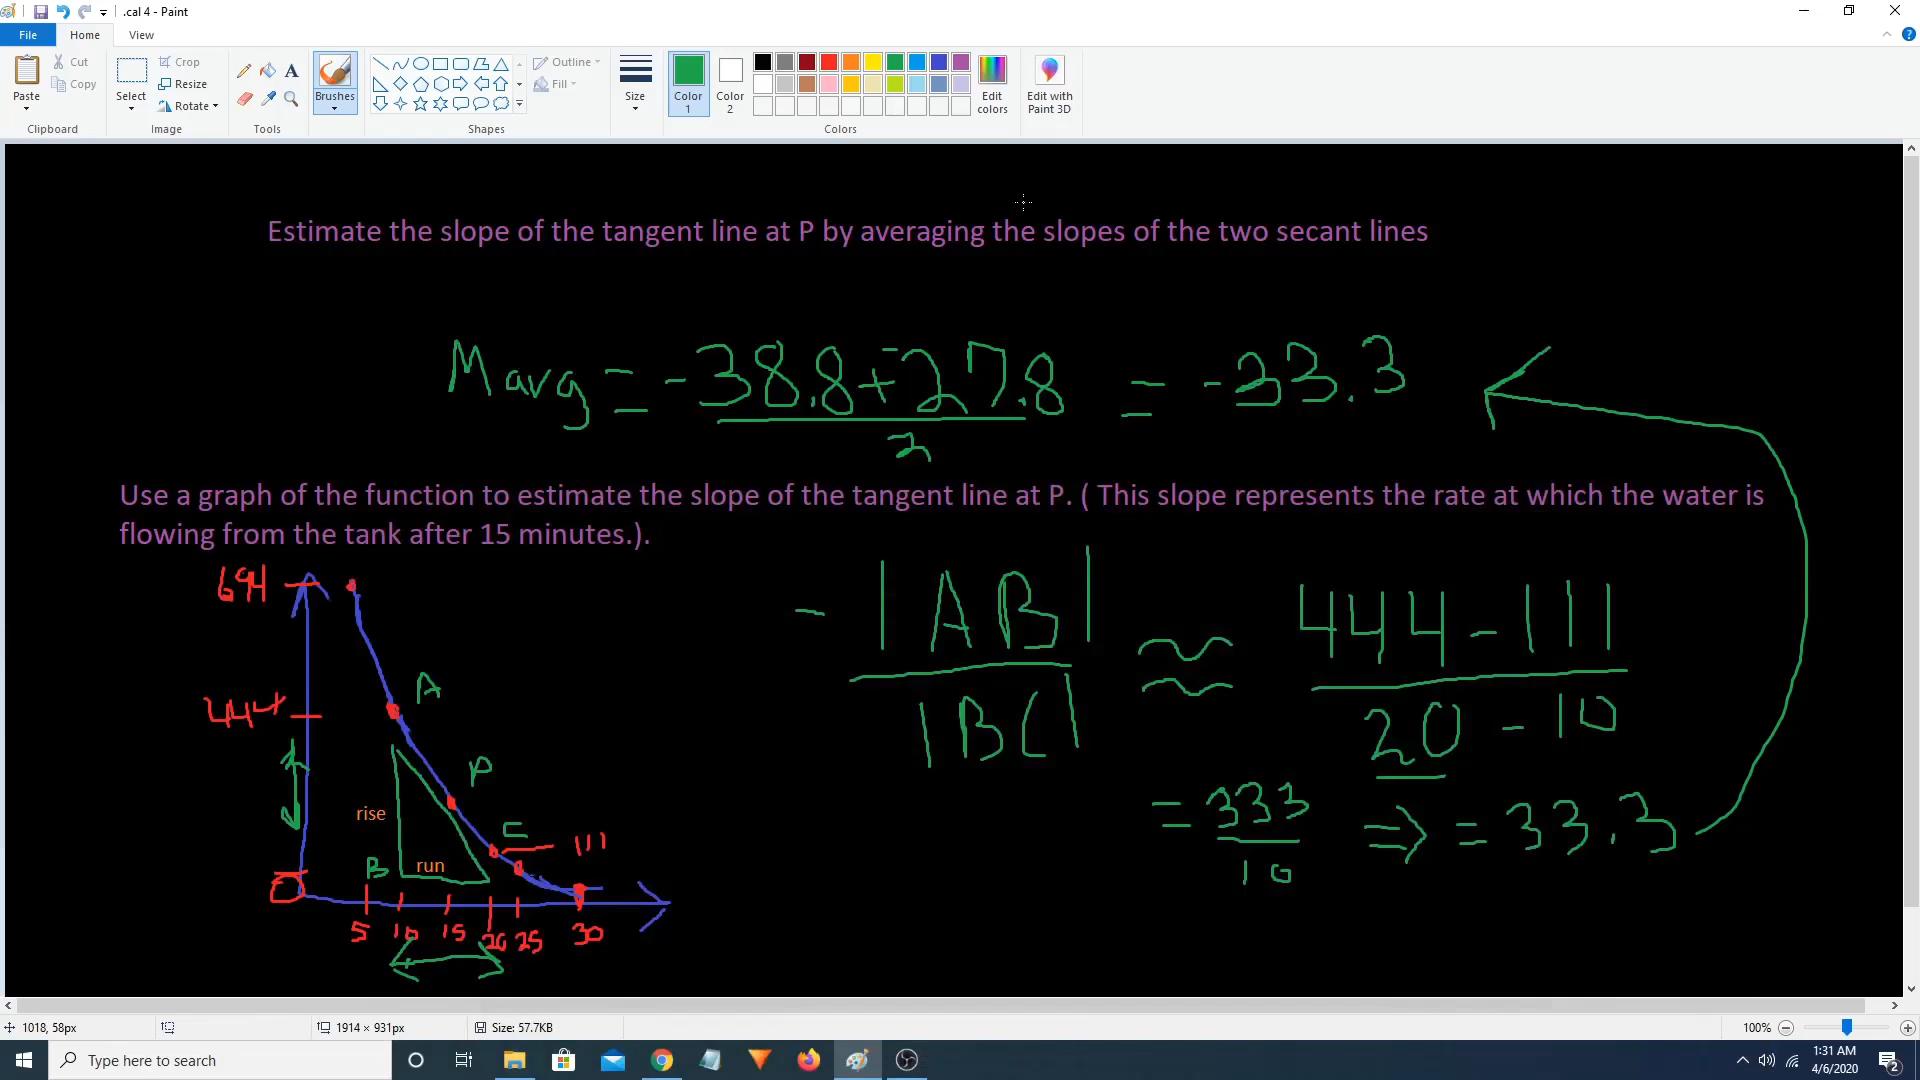 .cal 4 - Paint
File Home View
Paste Cut Copy Clipboard
Select Crop Resize Rotate Image
Tools
Brushes
Shapes Outline Fill
Size
Color 1 Color 2 Colors
Edit colors
Edit with Paint 3D
Estimate the slope of the tangent line at P by averaging the slopes of the two secant lines
Mavg = -38.8+-27.8 = -33.3
2
Use a graph of the function to estimate the slope of the tangent line at P. ( This slope represents the rate at which the water is
flowing from the tank after 15 minutes.).
694
- |AB| ≈ 444-111
|BC| 20-10
A
444
P
rise
C 111
B run
0
5 10 15 20 25 30
= 333 ⇒ = 33.3
10
1018, 58px 1914 × 931px Size: 57.7KB 100%
Type here to search
1:31 AM
4/6/2020
2